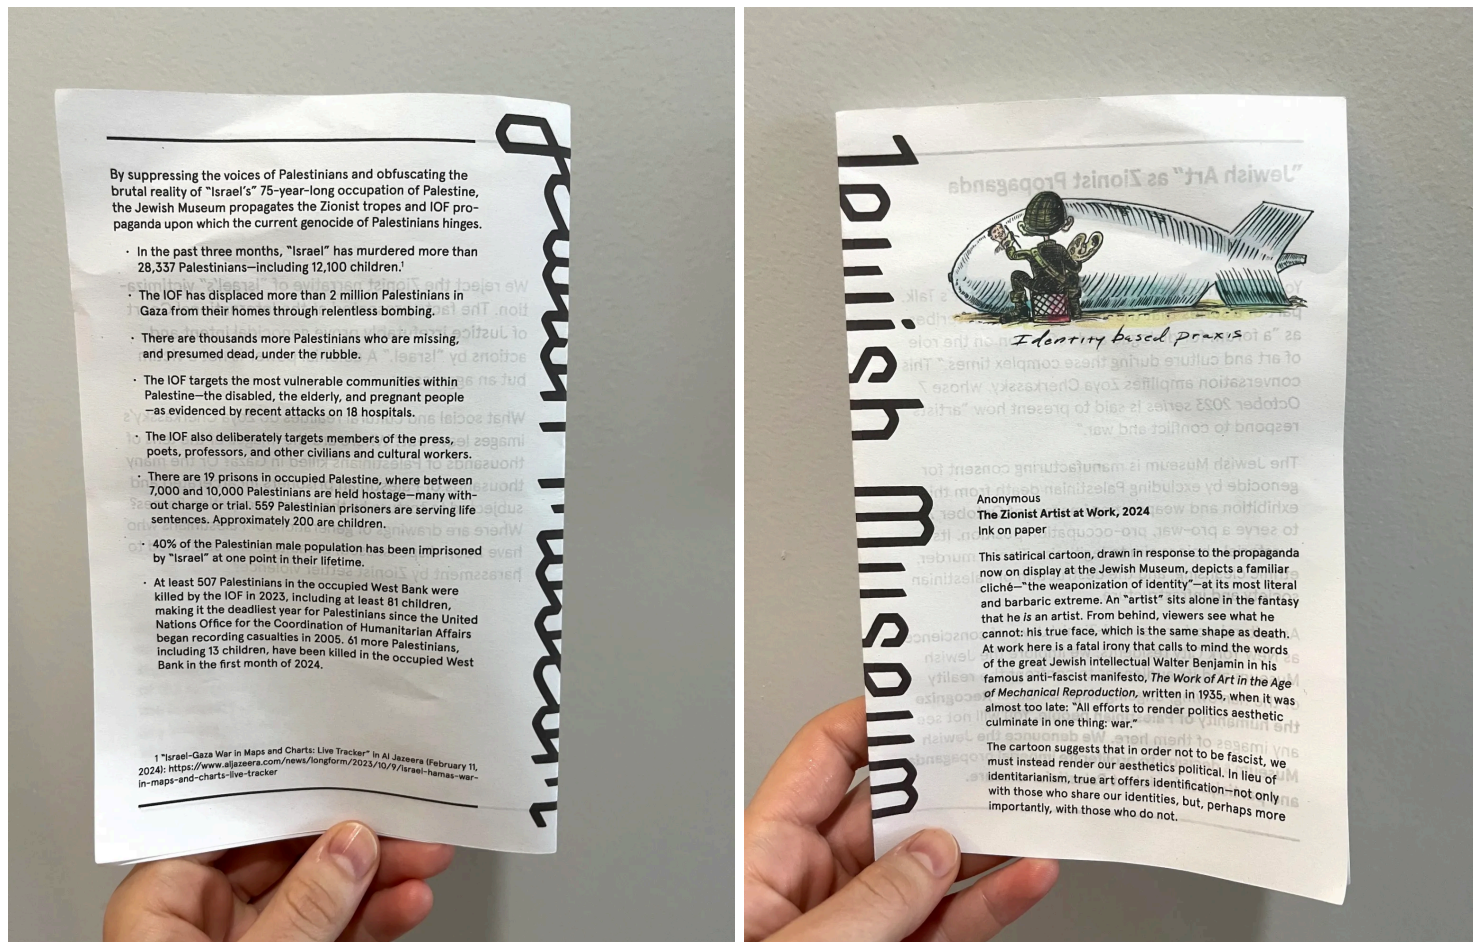 By suppressing the voices of Palestinians and obfuscating the
brutal reality of “Israel’s” 75-year-long occupation of Palestine,
the Jewish Museum propagates the Zionist tropes and IOF pro-
paganda upon which the current genocide of Palestinians hinges.
· In the past three months, “Israel” has murdered more than
28,337 Palestinians—including 12,100 children.¹
· The IOF has displaced more than 2 million Palestinians in
Gaza from their homes through relentless bombing.
· There are thousands more Palestinians who are missing,
and presumed dead, under the rubble.
· The IOF targets the most vulnerable communities within
Palestine—the disabled, the elderly, and pregnant people
—as evidenced by recent attacks on 18 hospitals.
· The IOF also deliberately targets members of the press,
poets, professors, and other civilians and cultural workers.
· There are 19 prisons in occupied Palestine, where between
7,000 and 10,000 Palestinians are held hostage—many with-
out charge or trial. 559 Palestinian prisoners are serving life
sentences. Approximately 200 are children.
· 40% of the Palestinian male population has been imprisoned
by “Israel” at one point in their lifetime.
· At least 507 Palestinians in the occupied West Bank were
killed by the IOF in 2023, including at least 81 children,
making it the deadliest year for Palestinians since the United
Nations Office for the Coordination of Humanitarian Affairs
began recording casualties in 2005. 61 more Palestinians,
including 13 children, have been killed in the occupied West
Bank in the first month of 2024.
1 “Israel-Gaza War in Maps and Charts: Live Tracker” in Al Jazeera (February 11,
2024): https://www.aljazeera.com/news/longform/2023/10/9/israel-hamas-war-
in-maps-and-charts-live-tracker
Identity based praxis
Anonymous
The Zionist Artist at Work, 2024
Ink on paper
This satirical cartoon, drawn in response to the propaganda
now on display at the Jewish Museum, depicts a familiar
cliché—“the weaponization of identity”—at its most literal
and barbaric extreme. An “artist” sits alone in the fantasy
that he is an artist. From behind, viewers see what he
cannot: his true face, which is the same shape as death.
At work here is a fatal irony that calls to mind the words
of the great Jewish intellectual Walter Benjamin in his
famous anti-fascist manifesto, The Work of Art in the Age
of Mechanical Reproduction, written in 1935, when it was
almost too late: “All efforts to render politics aesthetic
culminate in one thing: war.”
The cartoon suggests that in order not to be fascist, we
must instead render our aesthetics political. In lieu of
identitarianism, true art offers identification—not only
with those who share our identities, but, perhaps more
importantly, with those who do not.